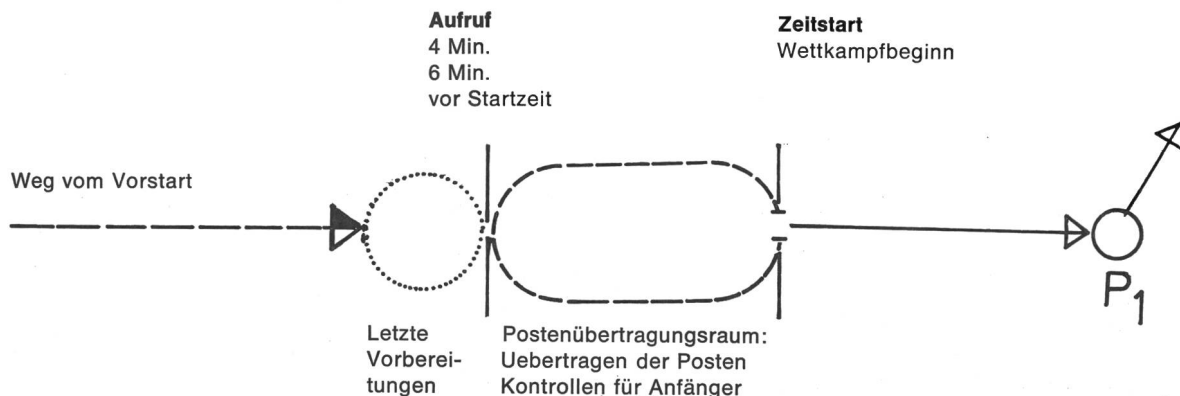 Aufruf
4 Min.
6 Min.
vor Startzeit
Zeitstart
Wettkampfbeginn
Weg vom Vorstart
P1
Letzte
Vorberei-
tungen
Postenübertragungsraum:
Uebertragen der Posten
Kontrollen für Anfänger